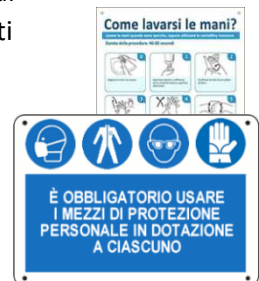 ti
Come lavarsi le mani?
Durata della procedura: 40-60 secondi
È OBBLIGATORIO USARE
I MEZZI DI PROTEZIONE
PERSONALE IN DOTAZIONE
A CIASCUNO